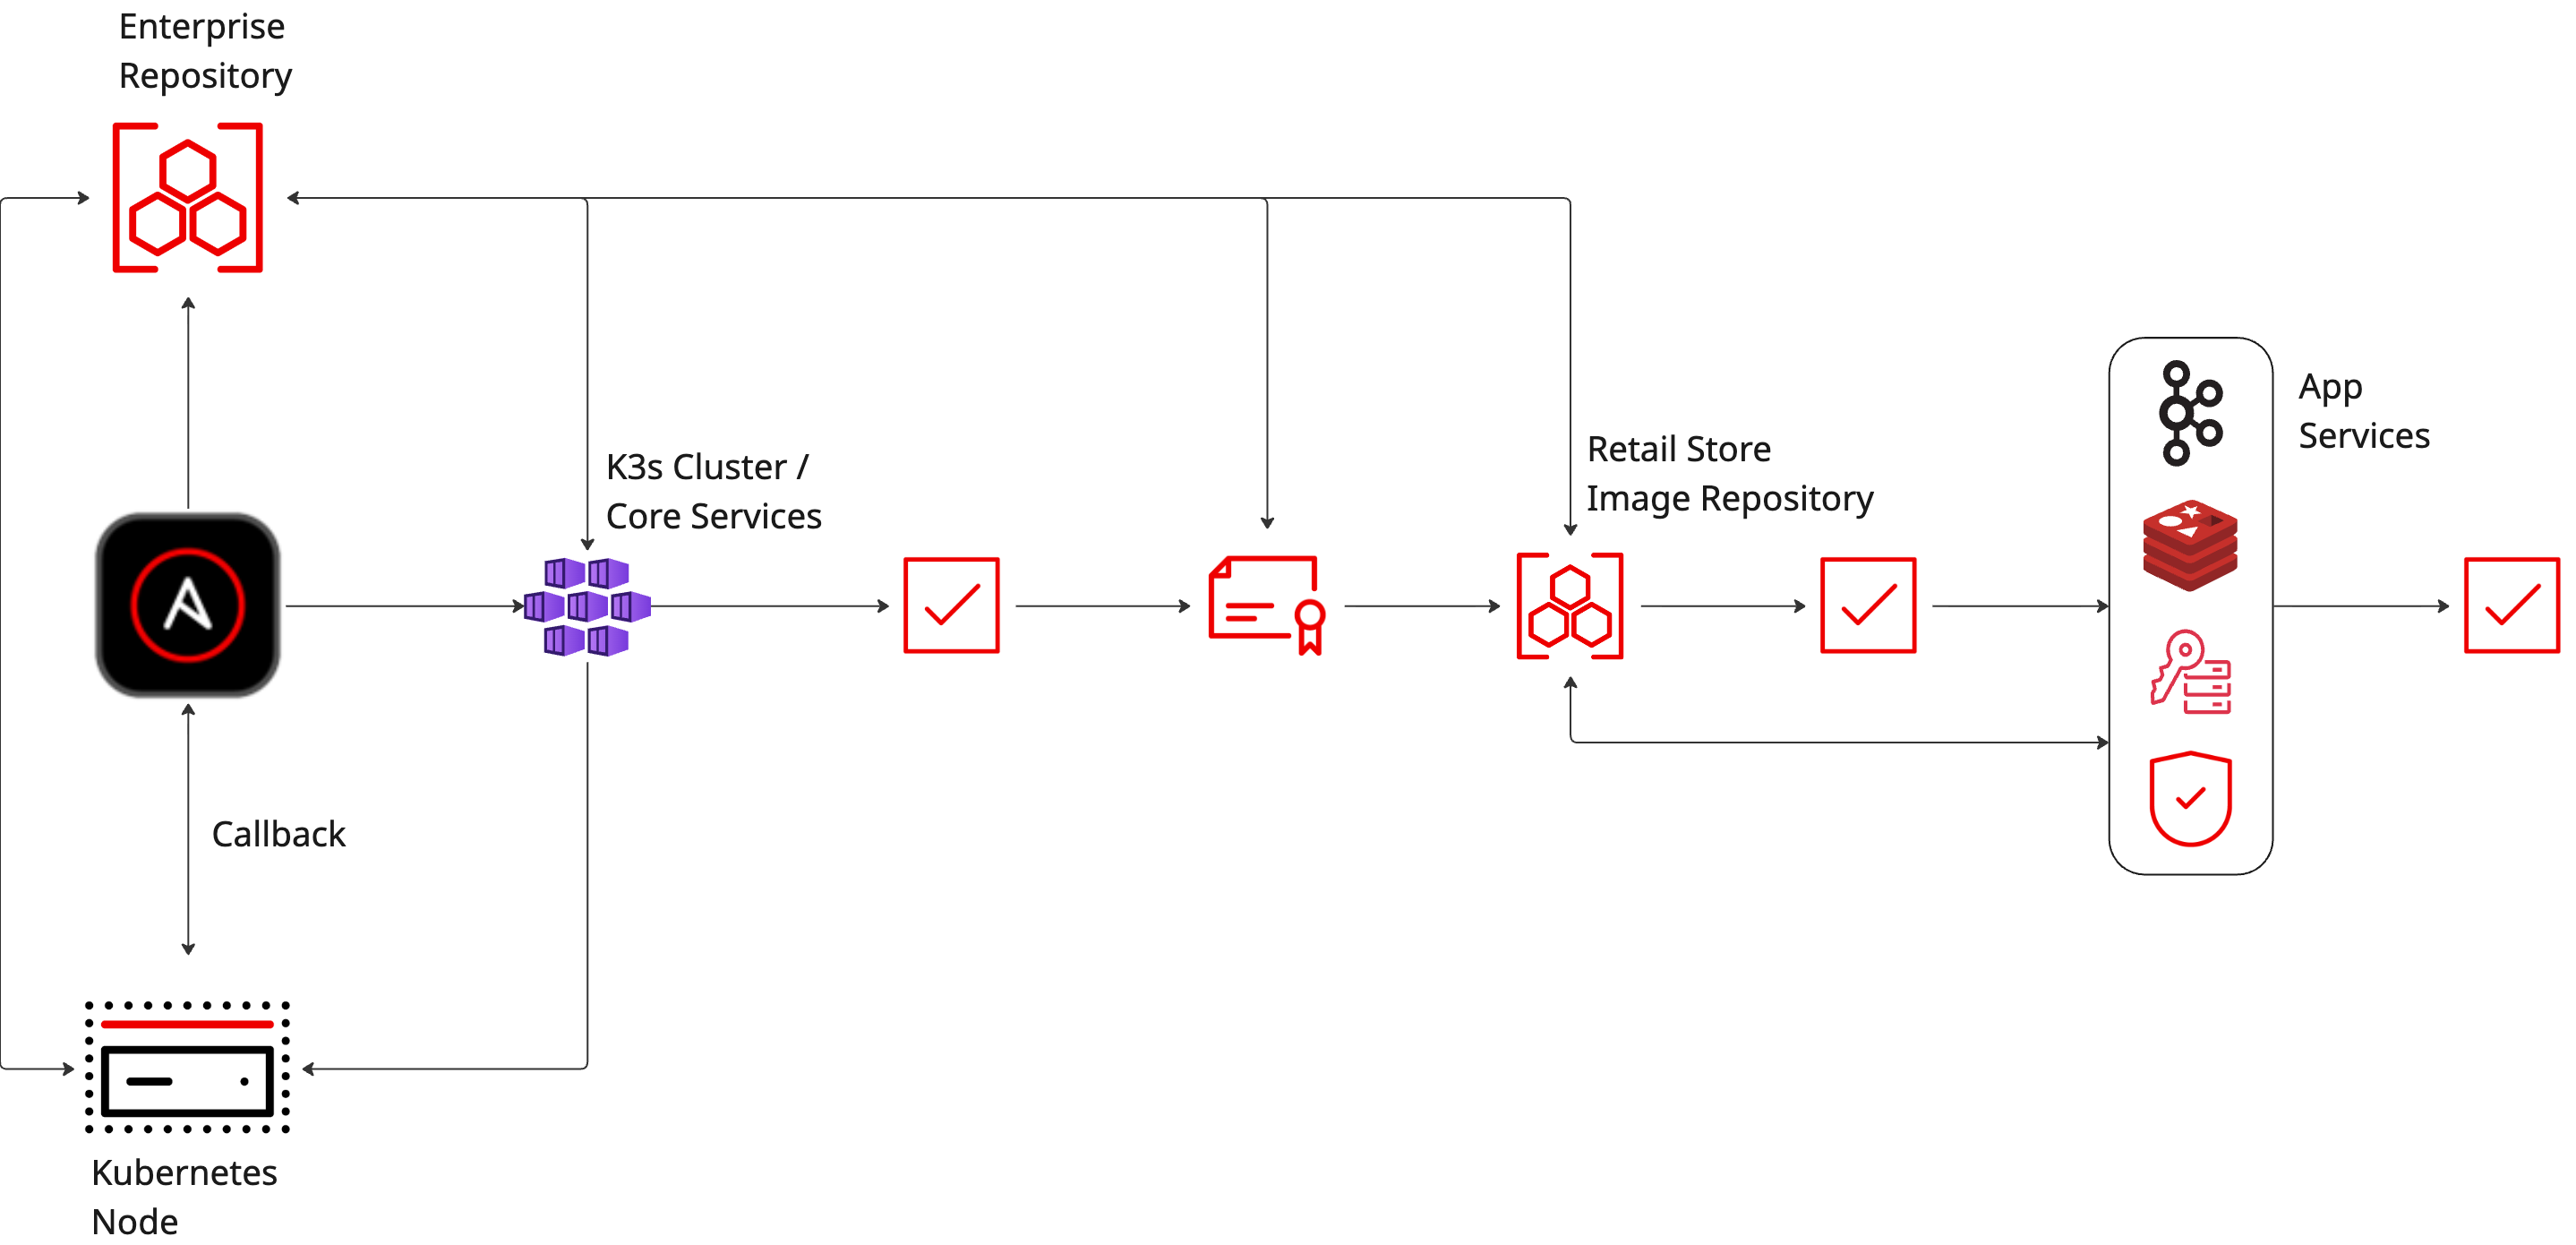 Enterprise
Repository
K3s Cluster /
Core Services
Retail Store
Image Repository
App
Services
Callback
Kubernetes
Node